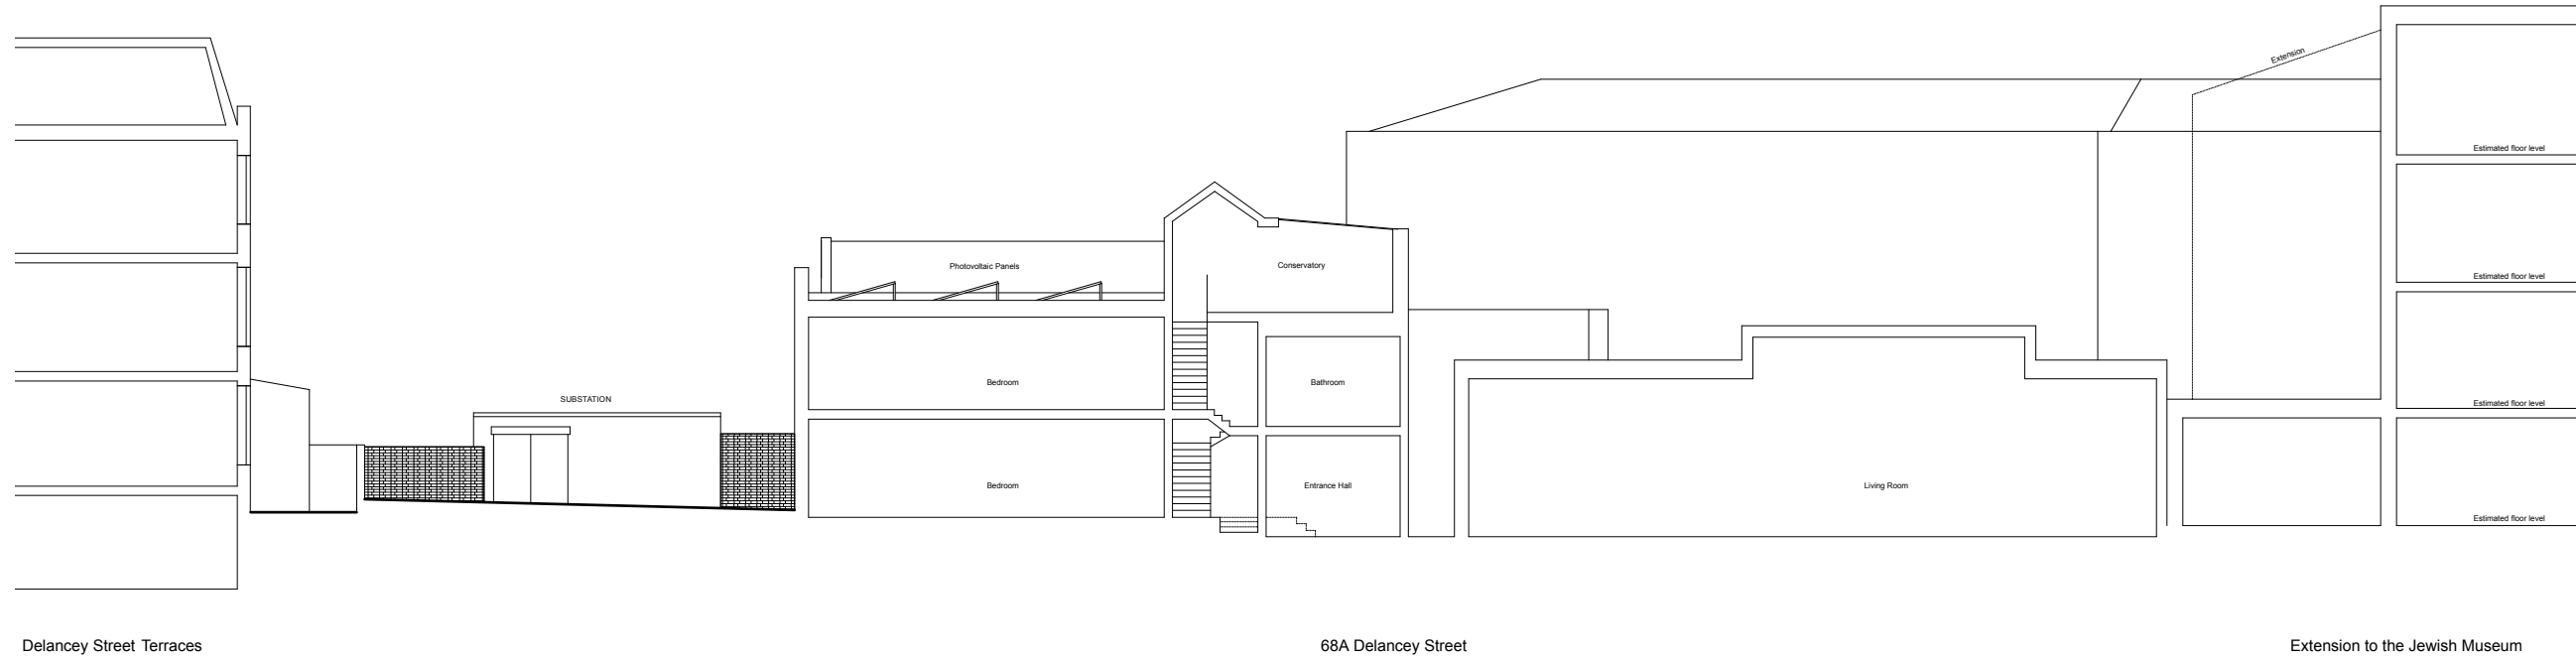 Extension
Estimated floor level
Photovoltaic Panels
Conservatory
Estimated floor level
Bedroom
Bathroom
SUBSTATION
Estimated floor level
Bedroom
Entrance Hall
Living Room
Estimated floor level
Delancey Street Terraces
68A Delancey Street
Extension to the Jewish Museum